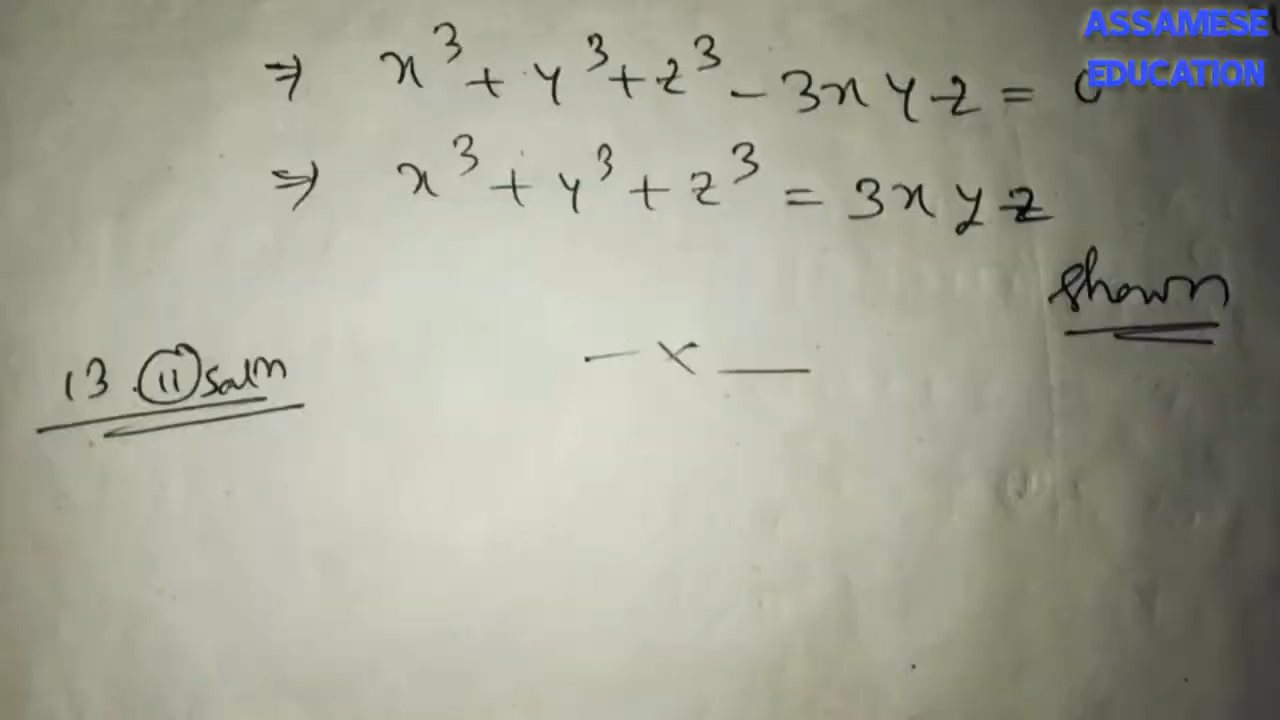 ASSAMESE
EDUCATION
⇒ x³ + y³ + z³ - 3xyz = 0
⇒ x³ + y³ + z³ = 3xyz
Shown
— x —
13. (ii) Soln